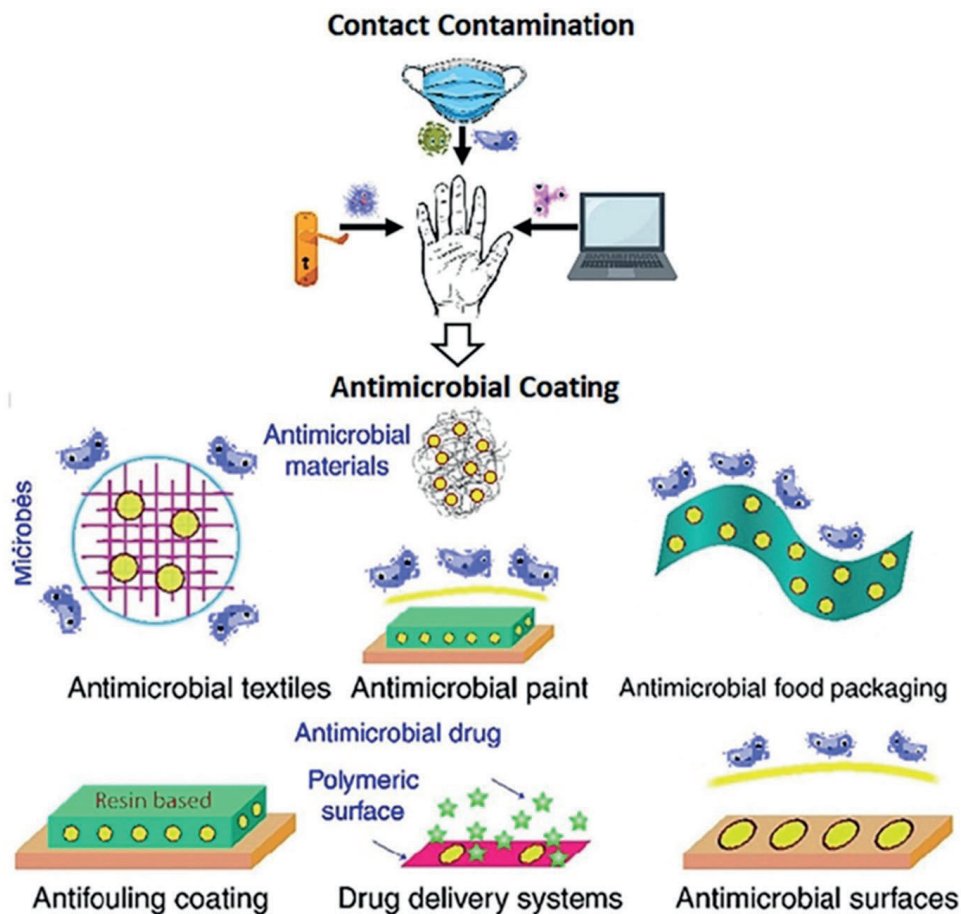 Contact Contamination
Antimicrobial Coating
Antimicrobial
materials
Microbes
Antimicrobial textiles
Antimicrobial paint
Antimicrobial food packaging
Antimicrobial drug
Polymeric
surface
Resin based
Antifouling coating
Drug delivery systems
Antimicrobial surfaces